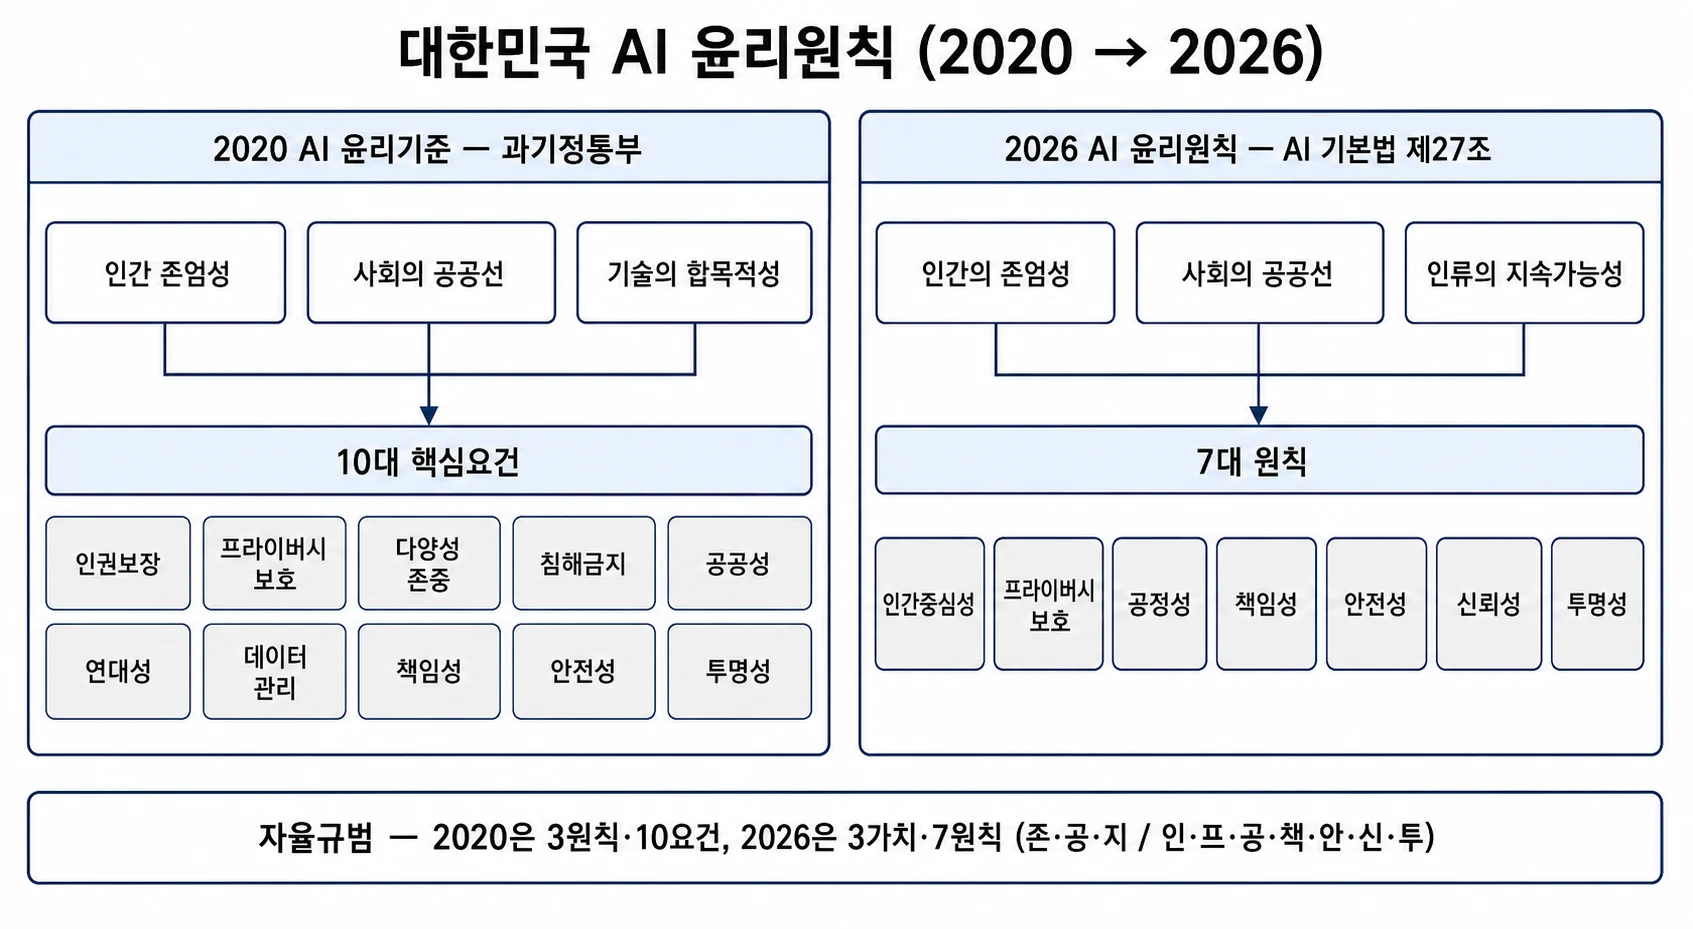 대한민국 AI 윤리원칙 (2020 → 2026)
2020 AI 윤리기준 — 과기정통부
인간 존엄성
사회의 공공선
기술의 합목적성
10대 핵심요건
인권보장
프라이버시
보호
다양성
존중
침해금지
공공성
연대성
데이터
관리
책임성
안전성
투명성
2026 AI 윤리원칙 — AI 기본법 제27조
인간의 존엄성
사회의 공공선
인류의 지속가능성
7대 원칙
인간중심성
프라이버시
보호
공정성
책임성
안전성
신뢰성
투명성
자율규범 — 2020은 3원칙·10요건, 2026은 3가치·7원칙 (존·공·지 / 인·프·공·책·안·신·투)